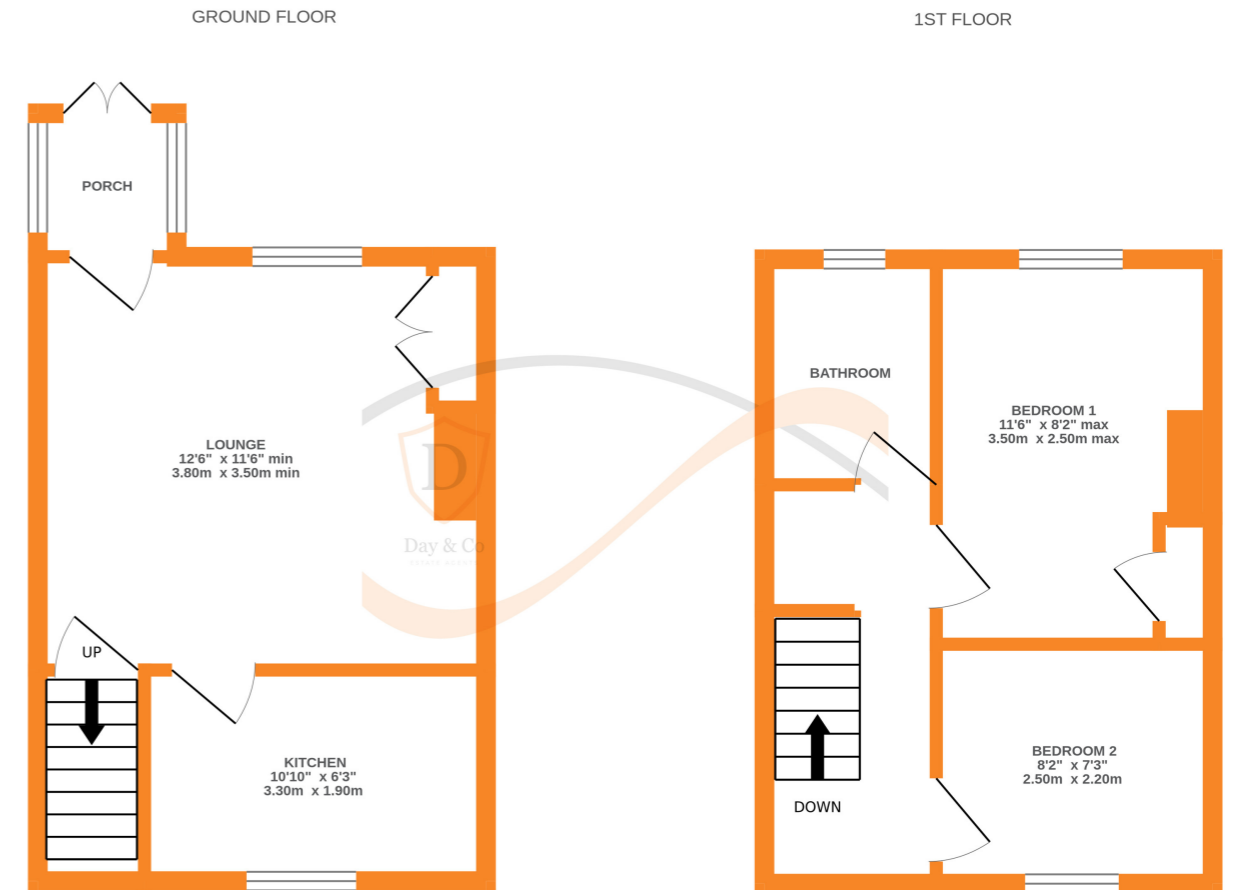 GROUND FLOOR
1ST FLOOR
PORCH
LOUNGE
12'6" x 11'6" min
3.80m x 3.50m min
D
Day & Co
UP
KITCHEN
10'10" x 6'3"
3.30m x 1.90m
BATHROOM
BEDROOM 1
11'6" x 8'2" max
3.50m x 2.50m max
DOWN
BEDROOM 2
8'2" x 7'3"
2.50m x 2.20m